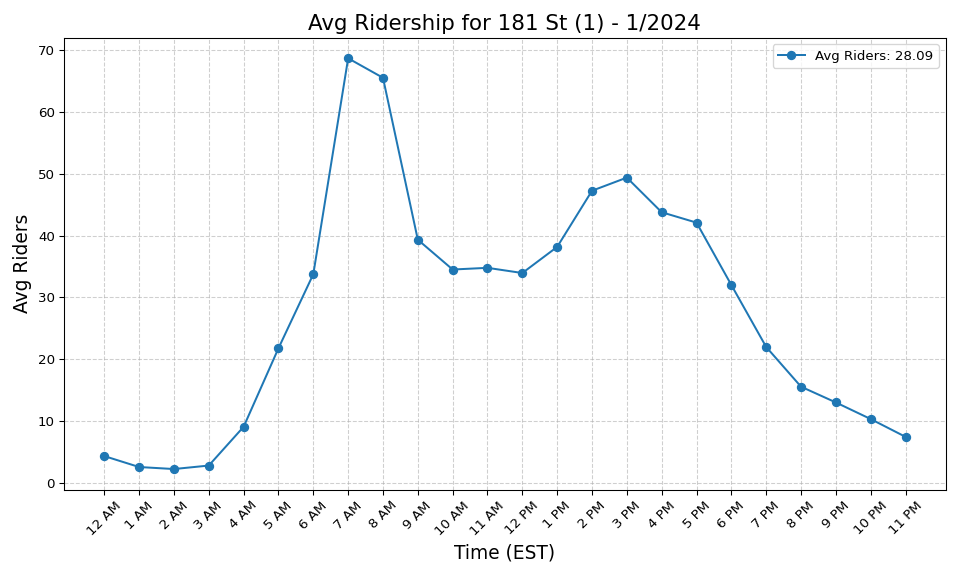 Avg Ridership for 181 St (1) - 1/2024
Avg Riders: 28.09
Avg Riders
70
60
50
40
30
20
10
0
12 AM
1 AM
2 AM
3 AM
4 AM
5 AM
6 AM
7 AM
8 AM
9 AM
10 AM
11 AM
12 PM
1 PM
2 PM
3 PM
4 PM
5 PM
6 PM
7 PM
8 PM
9 PM
10 PM
11 PM
Time (EST)